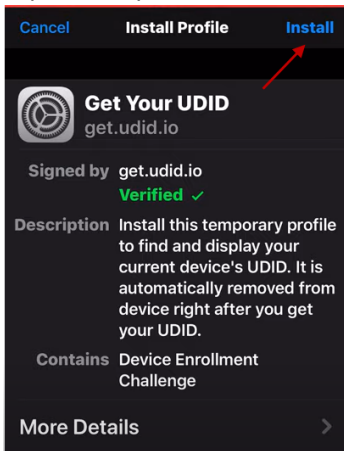 Cancel Install Profile Install
Get Your UDID
get.udid.io
Signed by get.udid.io
Verified ✓
Description Install this temporary profile
to find and display your
current device's UDID. It is
automatically removed from
device right after you get
your UDID.
Contains Device Enrollment
Challenge
More Details